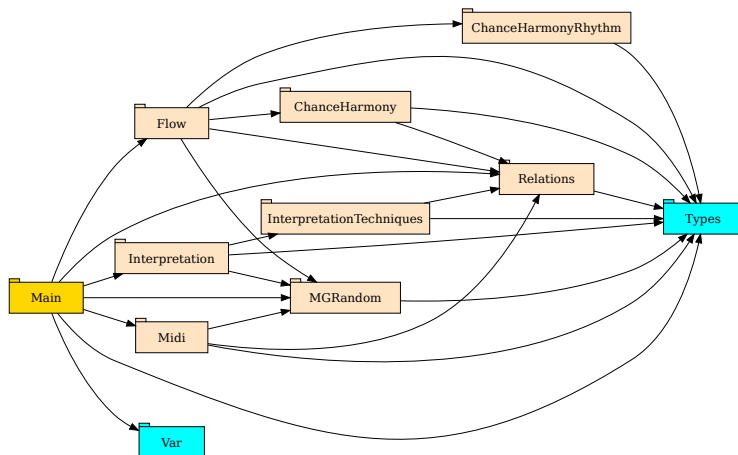 ChanceHarmonyRhythm
ChanceHarmony
Flow
Relations
InterpretationTechniques
Types
Interpretation
Main
MGRandom
Midi
Var